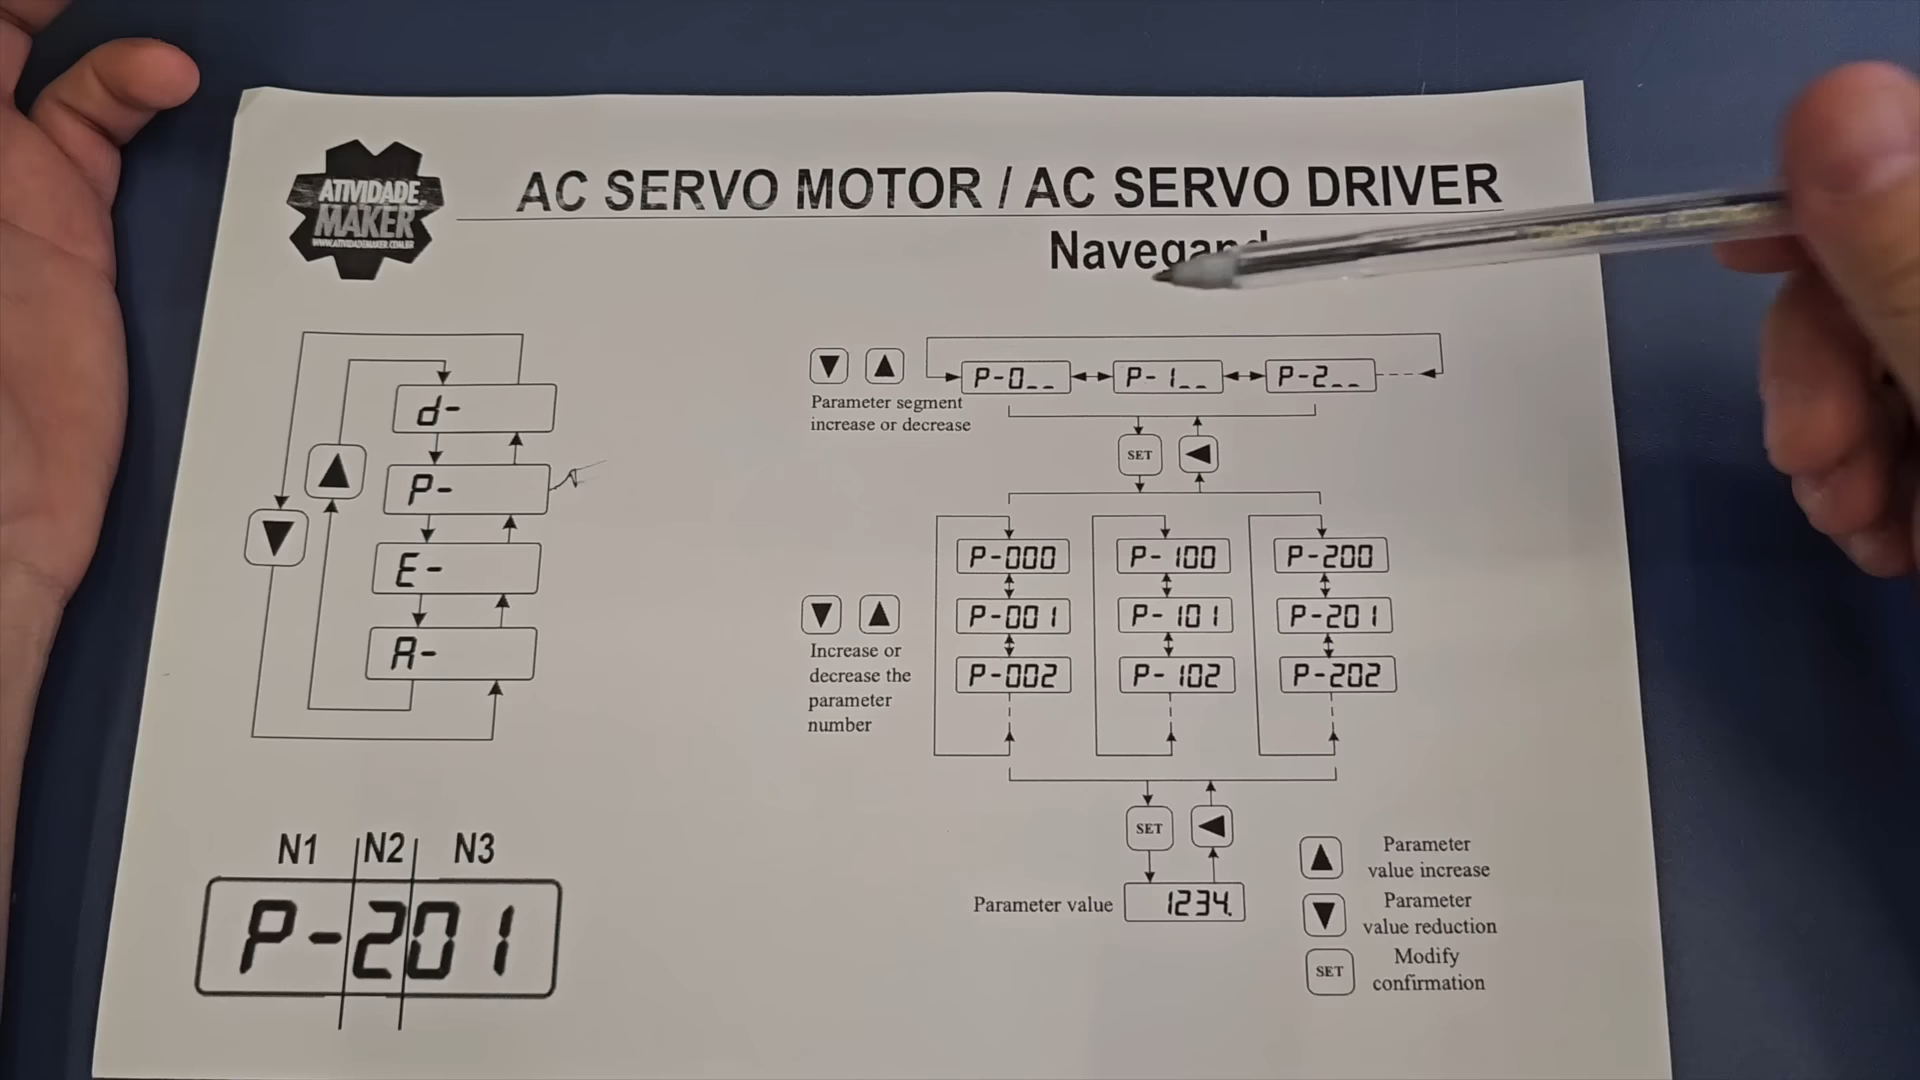 ATIVIDADE
MAKER
WWW.ATIVIDADEMAKER.COM.BR
AC SERVO MOTOR / AC SERVO DRIVER
d-
P-
E-
A-
Parameter segment
increase or decrease
P-0__
P-1__
P-2__
SET
P-000
P-100
P-200
P-001
P-101
P-201
P-002
P-102
P-202
Increase or
decrease the
parameter
number
SET
Parameter value
1234.
Parameter
value increase
Parameter
value reduction
SET
Modify
confirmation
N1
N2
N3
P-201